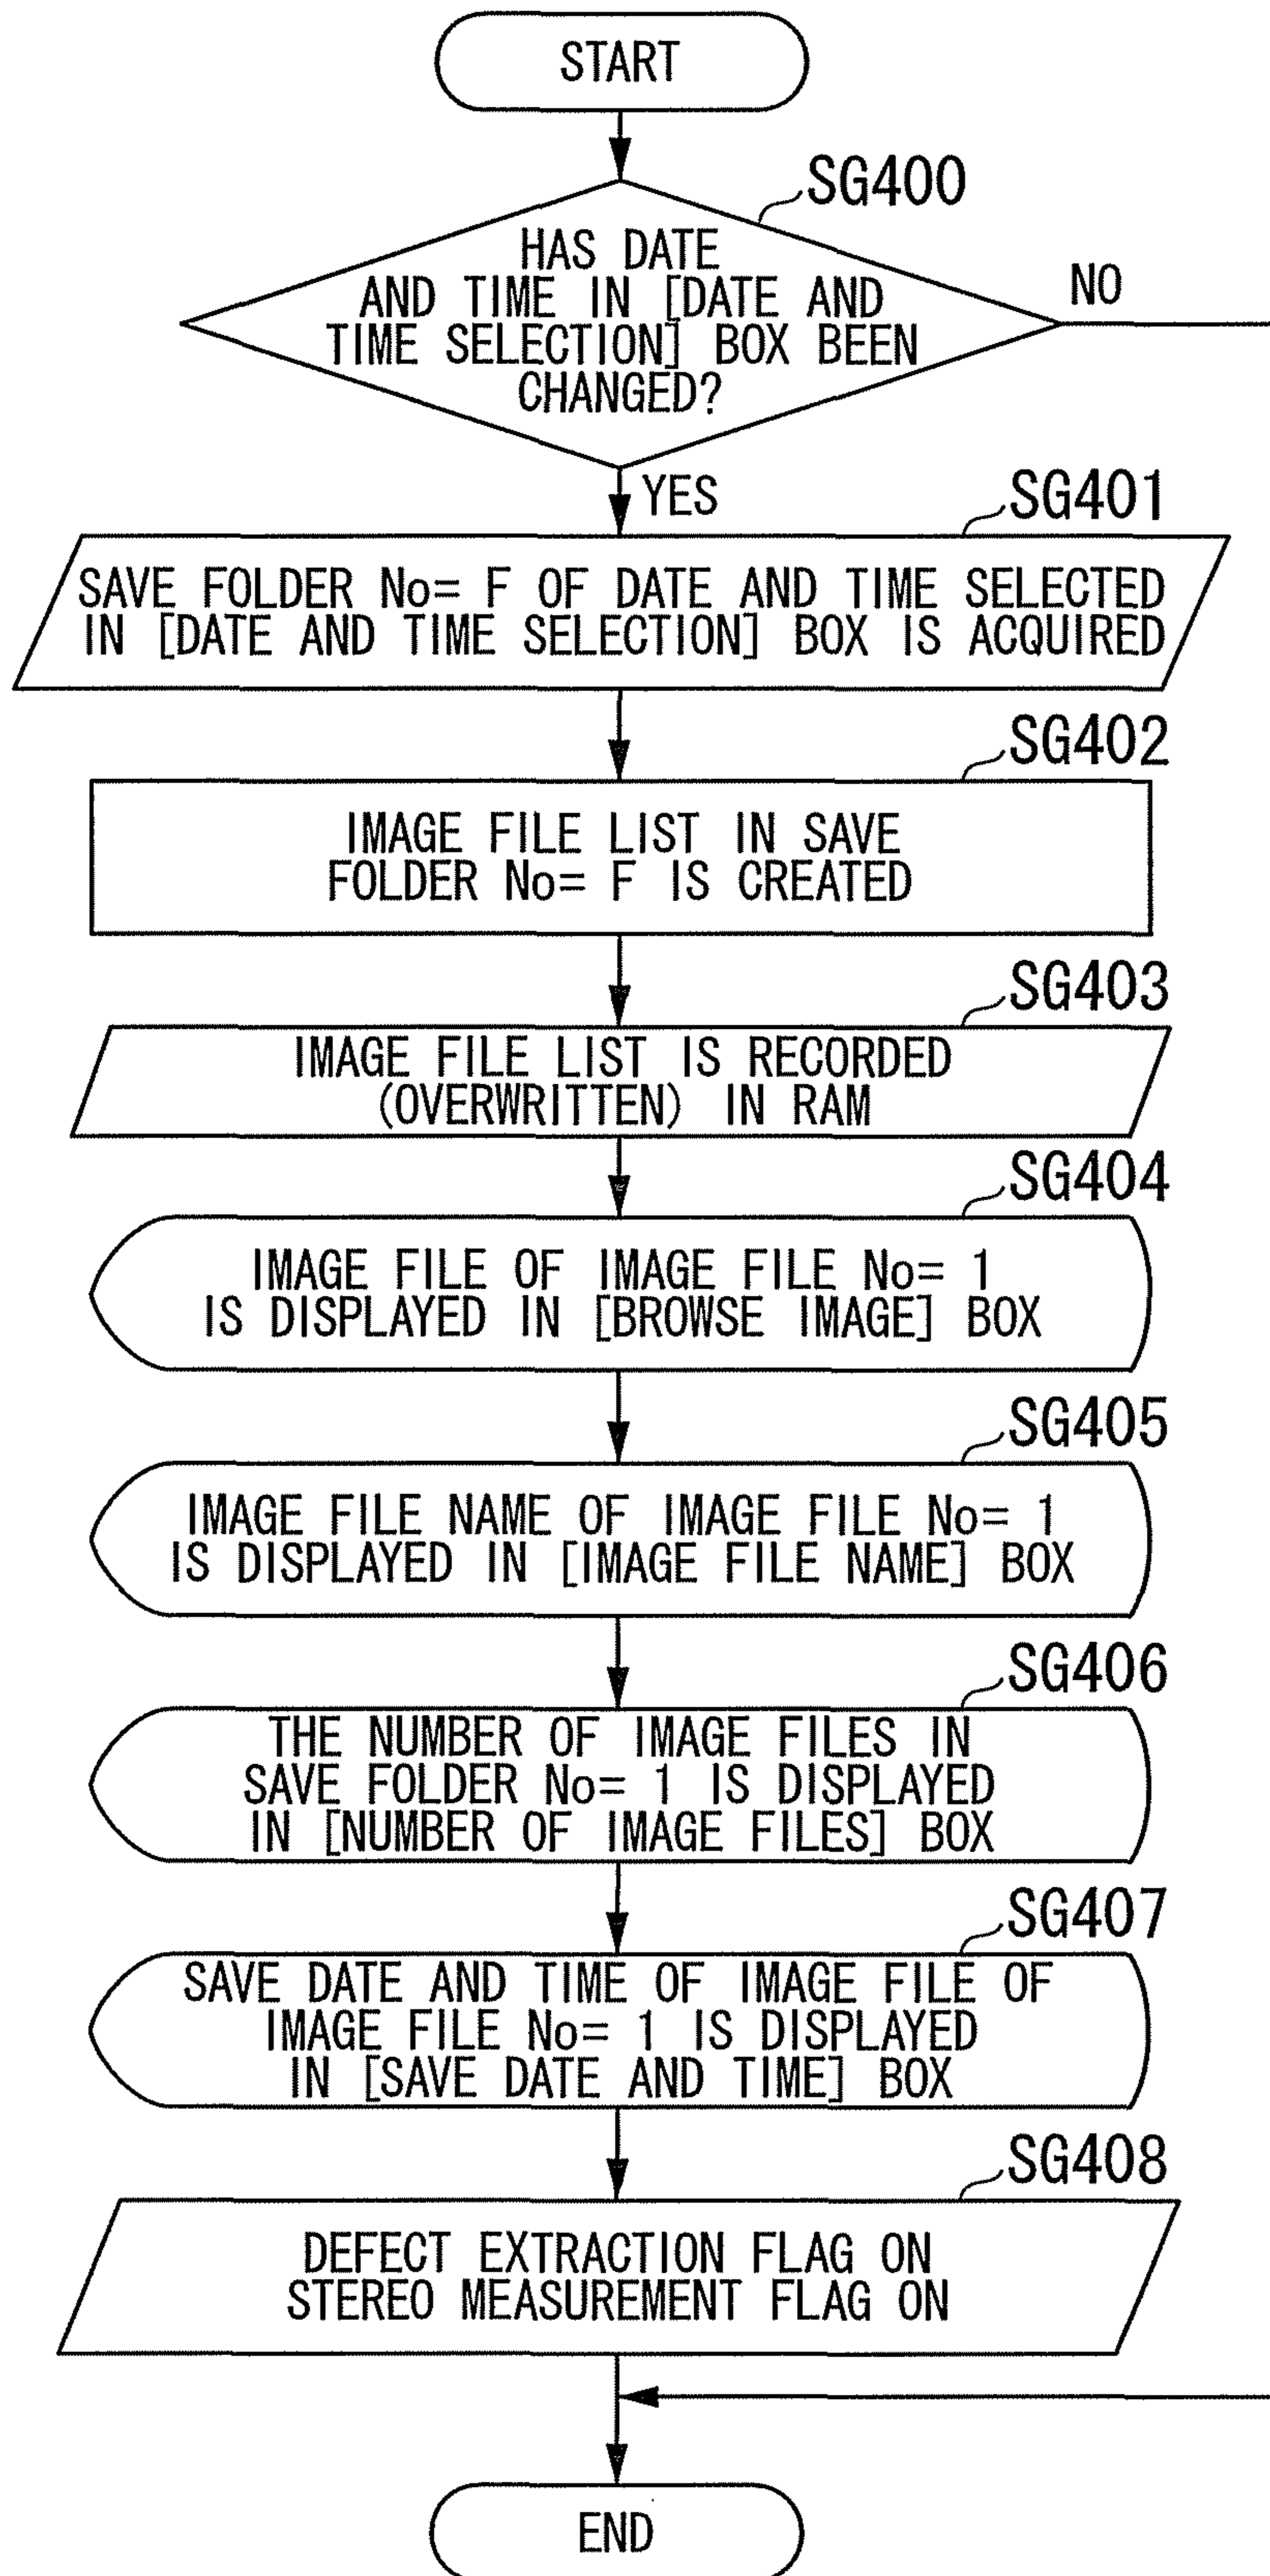 START
SG400
HAS DATE
AND TIME IN [DATE AND
TIME SELECTION] BOX BEEN
CHANGED?
NO
YES
SG401
SAVE FOLDER No= F OF DATE AND TIME SELECTED
IN [DATE AND TIME SELECTION] BOX IS ACQUIRED
SG402
IMAGE FILE LIST IN SAVE
FOLDER No= F IS CREATED
SG403
IMAGE FILE LIST IS RECORDED
(OVERWRITTEN) IN RAM
SG404
IMAGE FILE OF IMAGE FILE No= 1
IS DISPLAYED IN [BROWSE IMAGE] BOX
SG405
IMAGE FILE NAME OF IMAGE FILE No= 1
IS DISPLAYED IN [IMAGE FILE NAME] BOX
SG406
THE NUMBER OF IMAGE FILES IN
SAVE FOLDER No= 1 IS DISPLAYED
IN [NUMBER OF IMAGE FILES] BOX
SG407
SAVE DATE AND TIME OF IMAGE FILE OF
IMAGE FILE No= 1 IS DISPLAYED
IN [SAVE DATE AND TIME] BOX
SG408
DEFECT EXTRACTION FLAG ON
STEREO MEASUREMENT FLAG ON
END